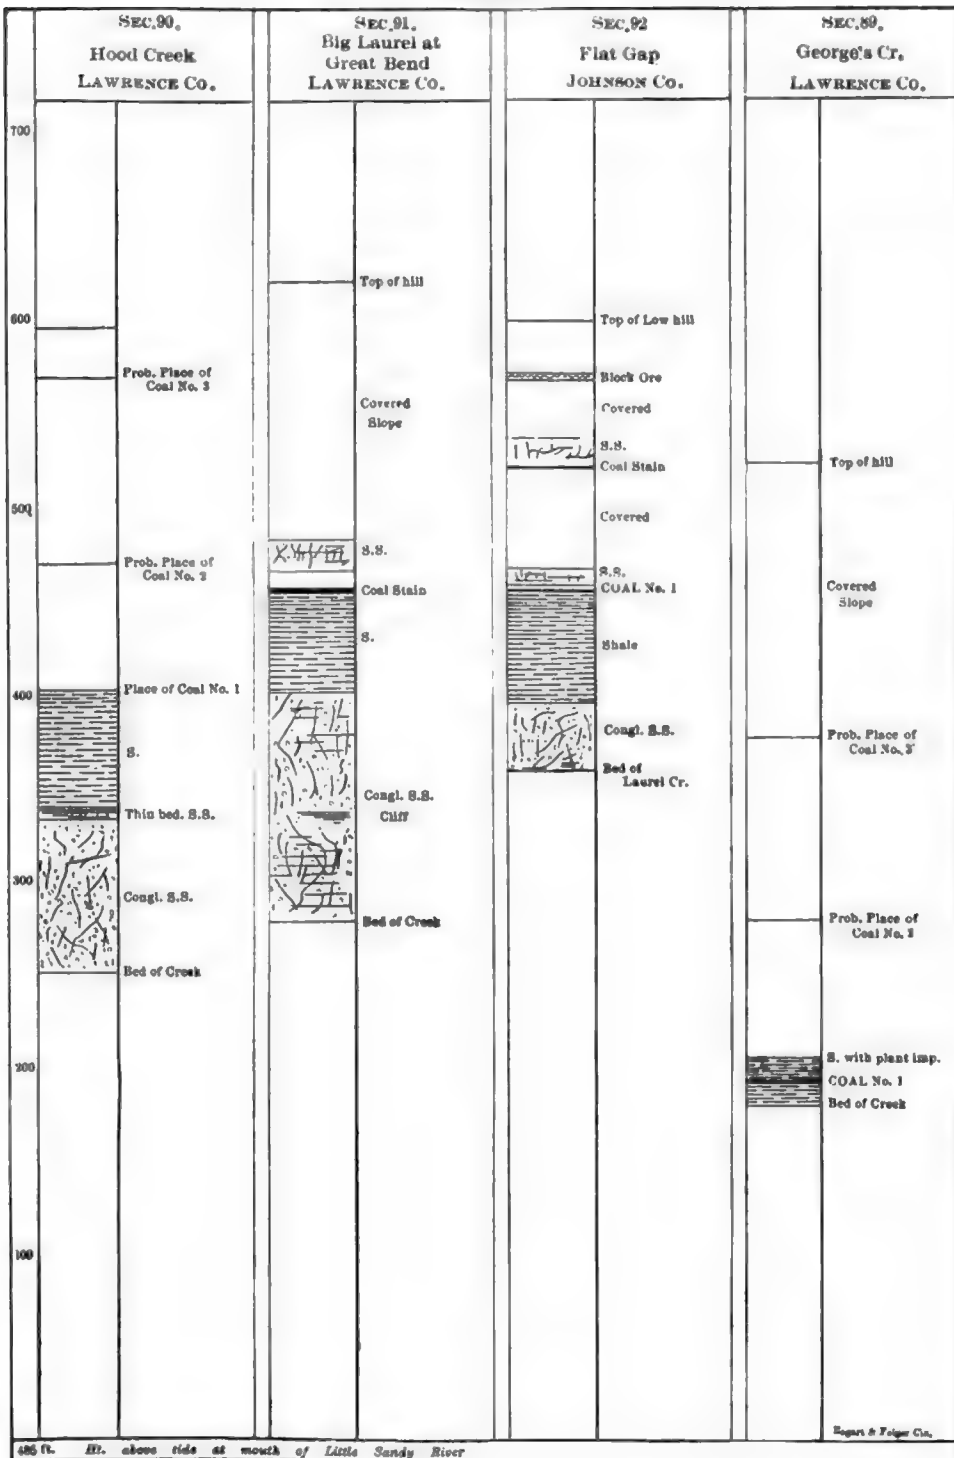 SEC. 90.
Hood Creek
LAWRENCE CO.
SEC. 91.
Big Laurel at
Great Bend
LAWRENCE CO.
SEC. 92
Flat Gap
JOHNSON CO.
SEC. 89.
George's Cr.
LAWRENCE CO.
700
600
500
400
300
200
100
Prob. Place of
Coal No. 3
Prob. Place of
Coal No. 2
Place of Coal No. 1
S.
Thin bed. S.S.
Congl. S.S.
Bed of Creek
Top of hill
Covered
Slope
S.S.
Coal Stain
S.
Congl. S.S.
Cliff
Bed of Creek
Top of Low hill
Block Ore
Covered
S.S.
Coal Stain
Covered
S.S.
COAL No. 1
Shale
Congl. S.S.
Bed of
Laurel Cr.
Top of hill
Covered
Slope
Prob. Place of
Coal No. 3
Prob. Place of
Coal No. 2
S. with plant imp.
COAL No. 1
Bed of Creek
486 ft. Ht. above tide at mouth of Little Sandy River
& Folger Cin.